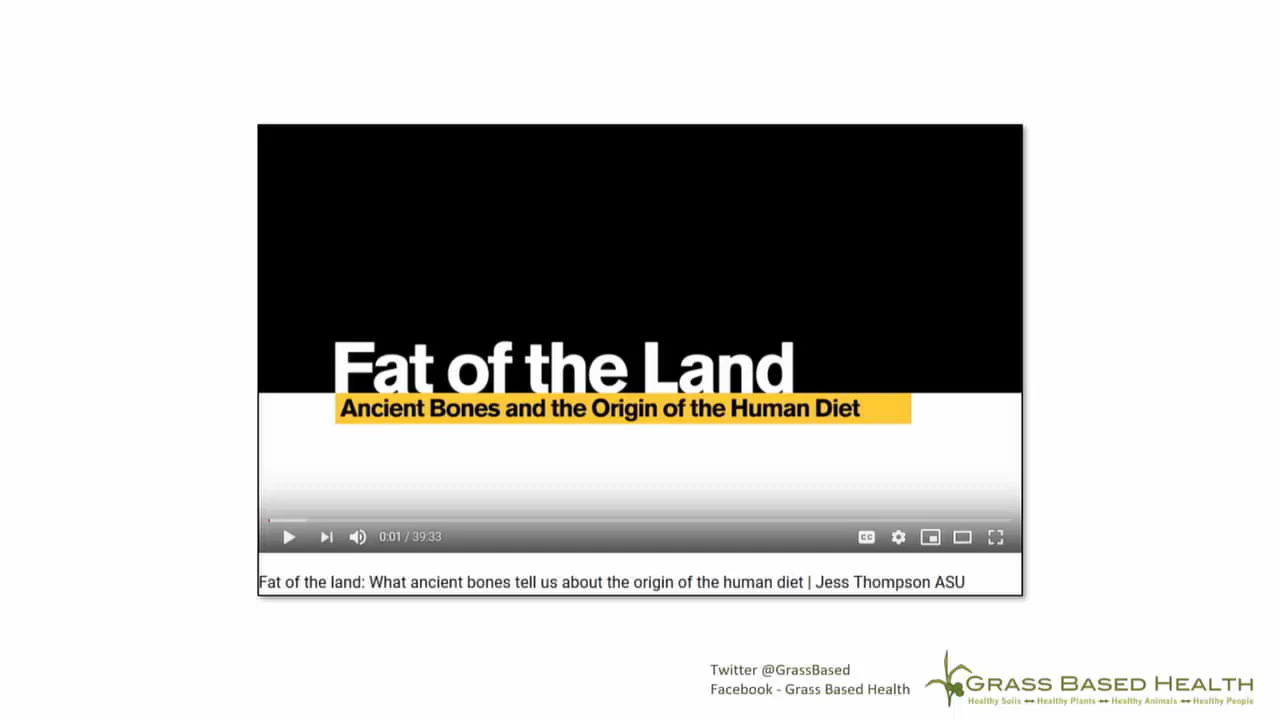 Fat of the Land
Ancient Bones and the Origin of the Human Diet
0:01 / 39:33
CC
Fat of the land: What ancient bones tell us about the origin of the human diet | Jess Thompson ASU
Twitter @GrassBased
Facebook - Grass Based Health
GRASS BASED HEALTH
Healthy Soils ↔ Healthy Plants ↔ Healthy Animals ↔ Healthy People